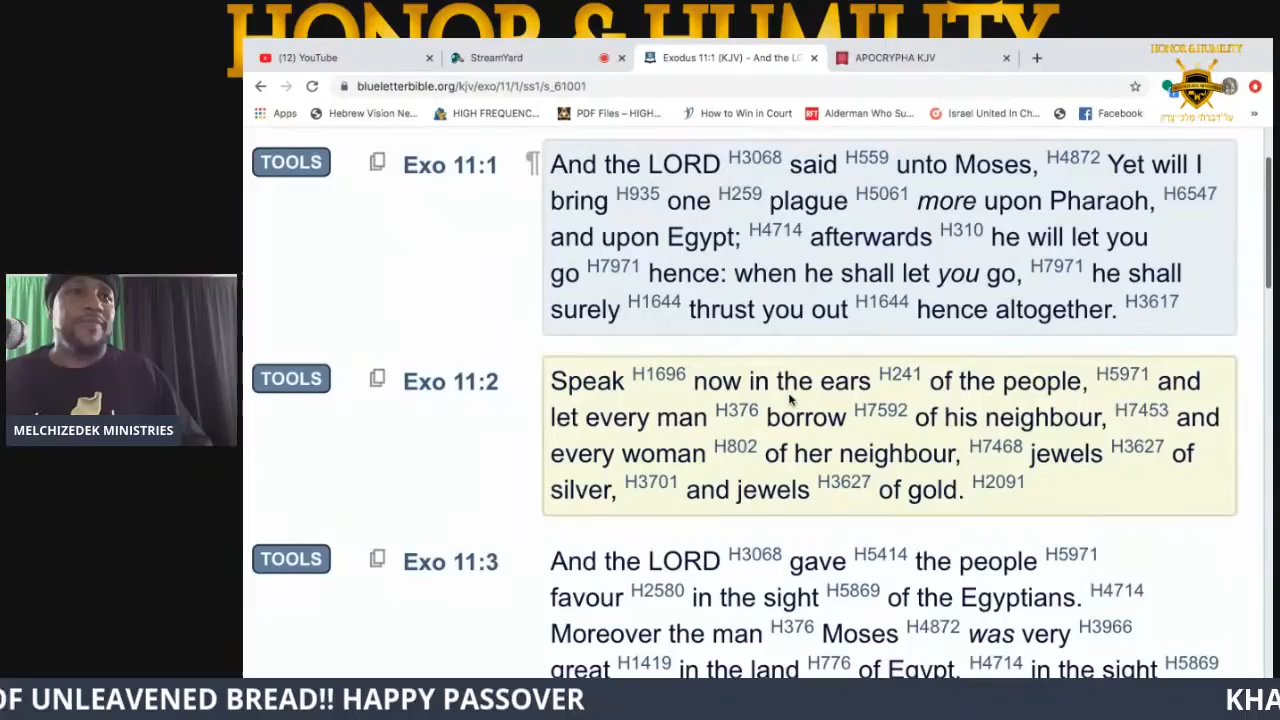 HONOR & HUMILITY
(12) YouTube
StreamYard
Exodus 11:1 (KJV) - And the LO
APOCRYPHA KJV
HONOR & HUMILITY
blueletterbible.org/kjv/exo/11/1/ss1/s_61001
Apps
Hebrew Vision Ne...
HIGH FREQUENC...
PDF Files – HIGH...
How to Win in Court
Alderman Who Su...
Israel United In Ch...
Facebook
»
TOOLS
Exo 11:1
¶ And the LORD H3068 said H559 unto Moses, H4872 Yet will I
bring H935 one H259 plague H5061 more upon Pharaoh, H6547
and upon Egypt; H4714 afterwards H310 he will let you
go H7971 hence: when he shall let you go, H7971 he shall
surely H1644 thrust you out H1644 hence altogether. H3617
TOOLS
Exo 11:2
Speak H1696 now in the ears H241 of the people, H5971 and
let every man H376 borrow H7592 of his neighbour, H7453 and
every woman H802 of her neighbour, H7468 jewels H3627 of
silver, H3701 and jewels H3627 of gold. H2091
TOOLS
Exo 11:3
And the LORD H3068 gave H5414 the people H5971
favour H2580 in the sight H5869 of the Egyptians. H4714
Moreover the man H376 Moses H4872 was very H3966
great H1419 in the land H776 of Egypt, H4714 in the sight H5869
MELCHIZEDEK MINISTRIES
OF UNLEAVENED BREAD!! HAPPY PASSOVER
KHA